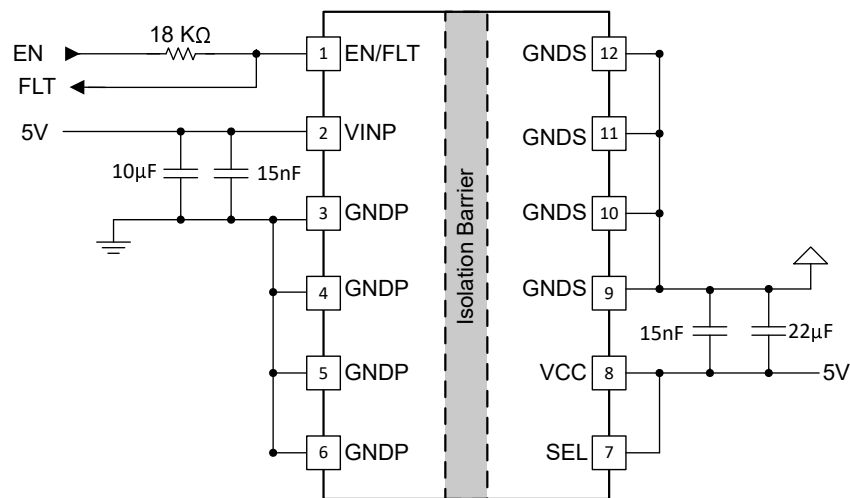 18 KΩ
EN
FLT
1 EN/FLT
5V
2 VINP
10µF
15nF
3 GNDP
4 GNDP
5 GNDP
6 GNDP
Isolation Barrier
GNDS 12
GNDS 11
GNDS 10
GNDS 9
15nF
22µF
VCC 8
5V
SEL 7